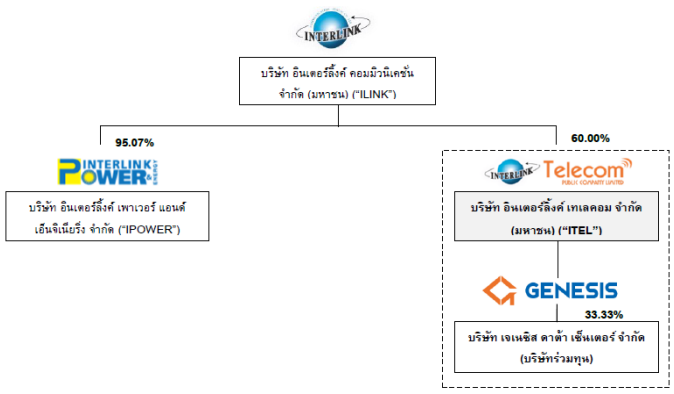 INTERLINK
บริษัท อินเตอร์ลิ้งค์ คอมมิวนิเคชั่น
จำกัด (มหาชน) ("ILINK")
95.07%
60.00%
INTERLINK
POWER &
ENERGY
บริษัท อินเตอร์ลิ้งค์ เพาเวอร์ แอนด์
เอ็นจิเนียริ่ง จำกัด ("IPOWER")
INTERLINK Telecom
PUBLIC COMPANY LIMITED
บริษัท อินเตอร์ลิ้งค์ เทเลคอม จำกัด
(มหาชน) ("ITEL")
GENESIS
33.33%
บริษัท เจเนซิส ดาต้า เซ็นเตอร์ จำกัด
(บริษัทร่วมทุน)